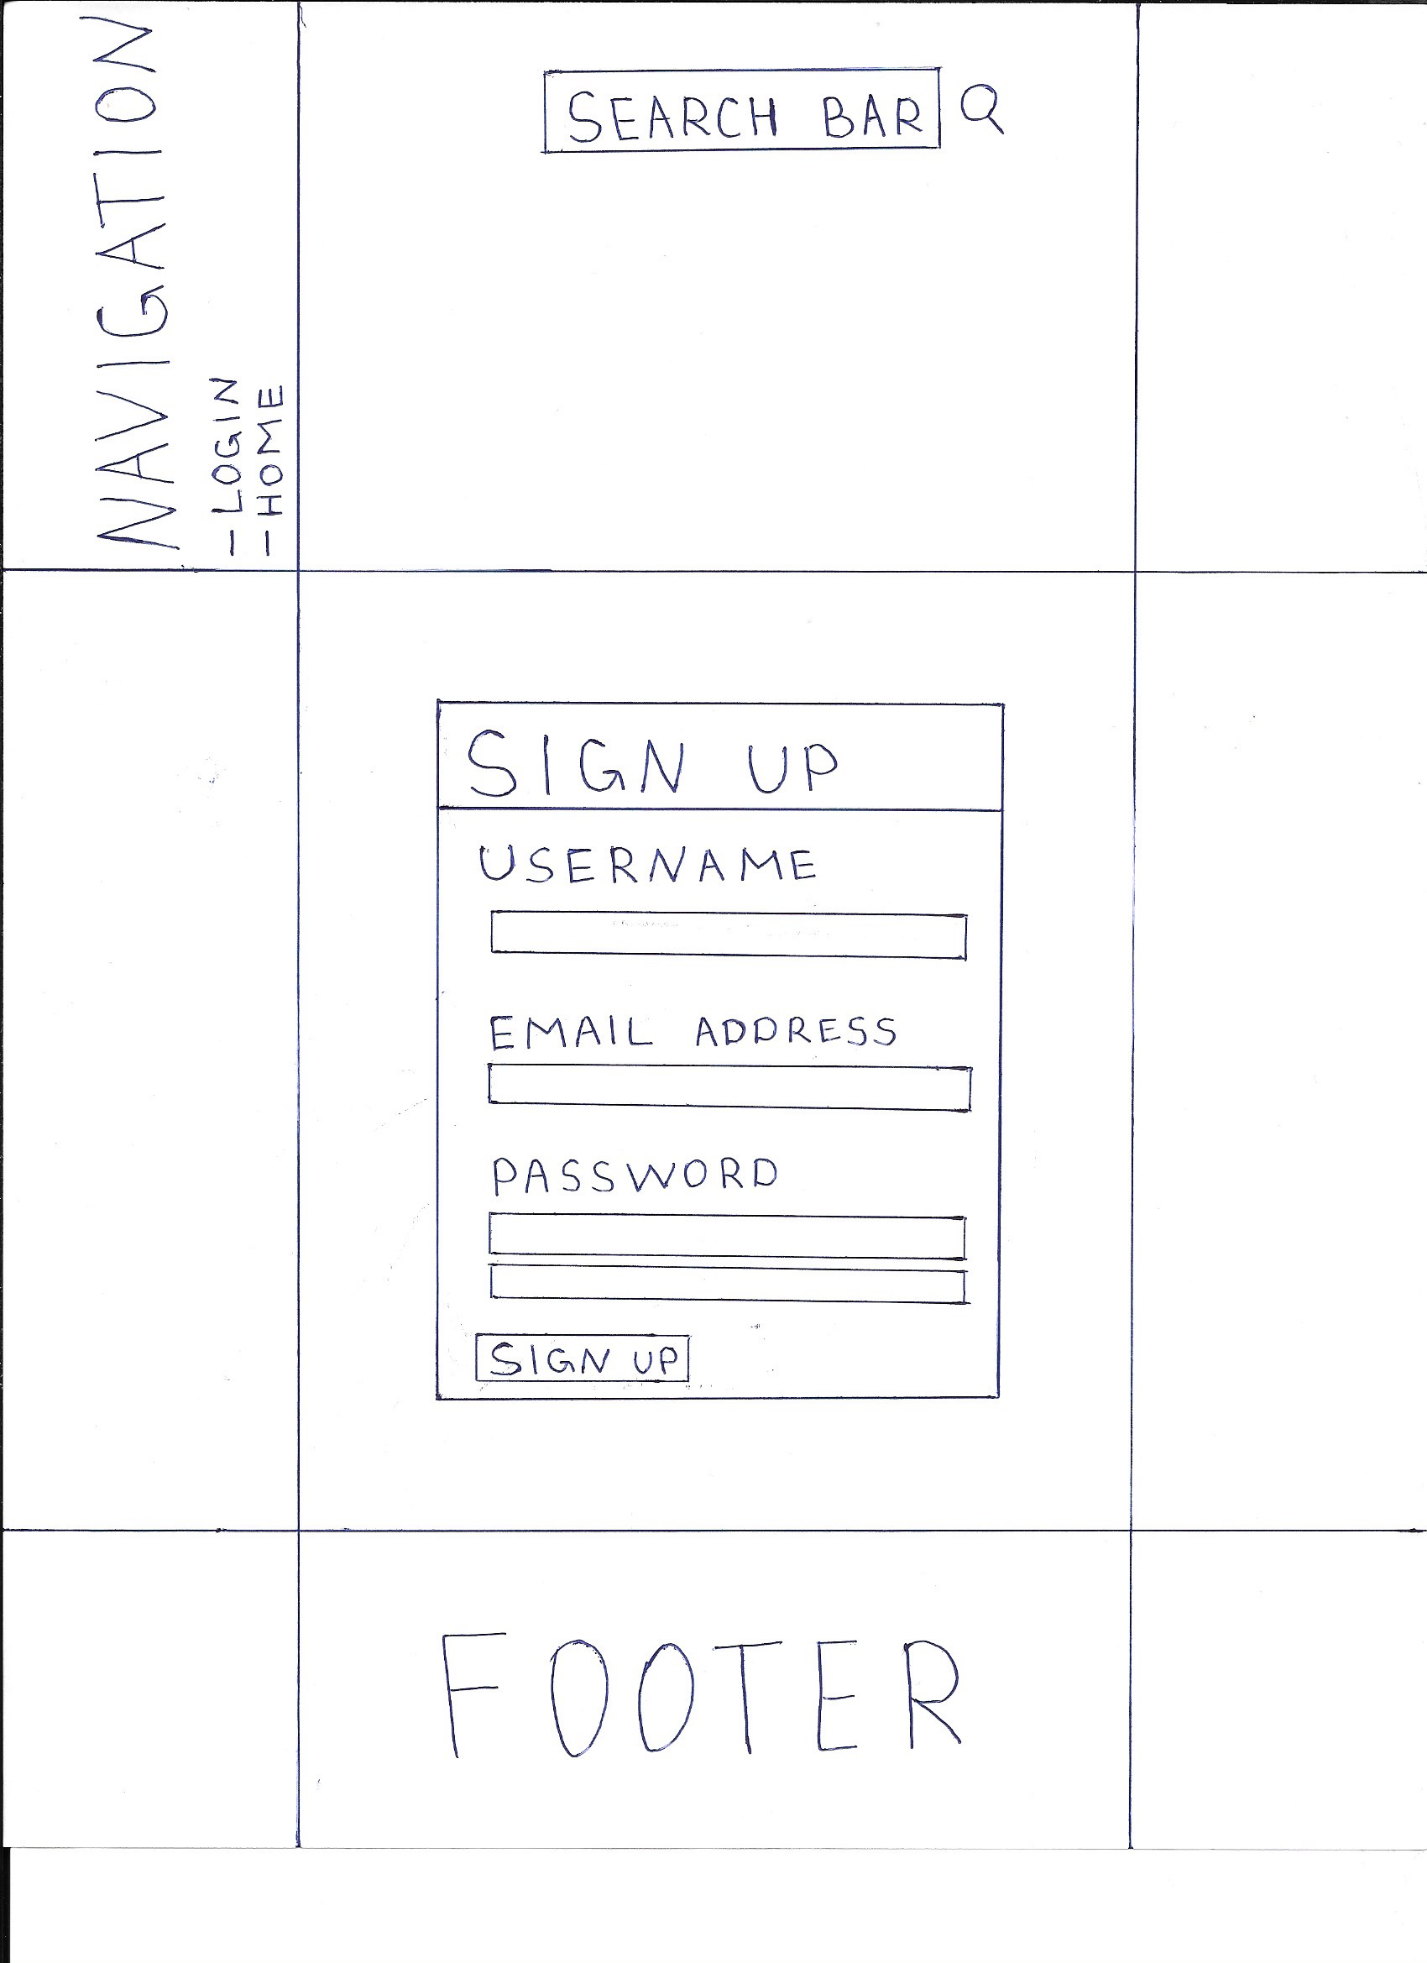 NAVIGATION
- LOGIN
- HOME
SEARCH BAR
SIGN UP
USERNAME
EMAIL ADDRESS
PASSWORD
SIGN UP
FOOTER